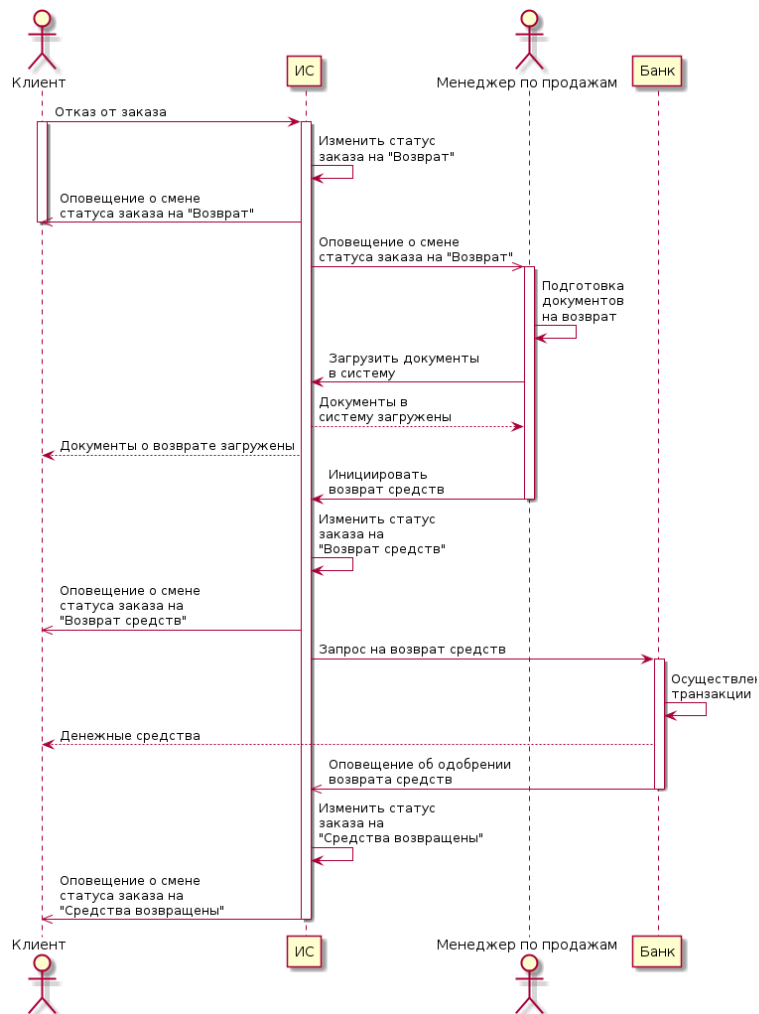 Клиент
ИС
Менеджер по продажам
Банк
Отказ от заказа
Изменить статус
заказа на "Возврат"
Оповещение о смене
статуса заказа на "Возврат"
Оповещение о смене
статуса заказа на "Возврат"
Подготовка
документов
на возврат
Загрузить документы
в систему
Документы в
систему загружены
Документы о возврате загружены
Инициировать
возврат средств
Изменить статус
заказа на
"Возврат средств"
Оповещение о смене
статуса заказа на
"Возврат средств"
Запрос на возврат средств
Осуществлен
транзакции
Денежные средства
Оповещение об одобрении
возврата средств
Изменить статус
заказа на
"Средства возвращены"
Оповещение о смене
статуса заказа на
"Средства возвращены"
Клиент
ИС
Менеджер по продажам
Банк